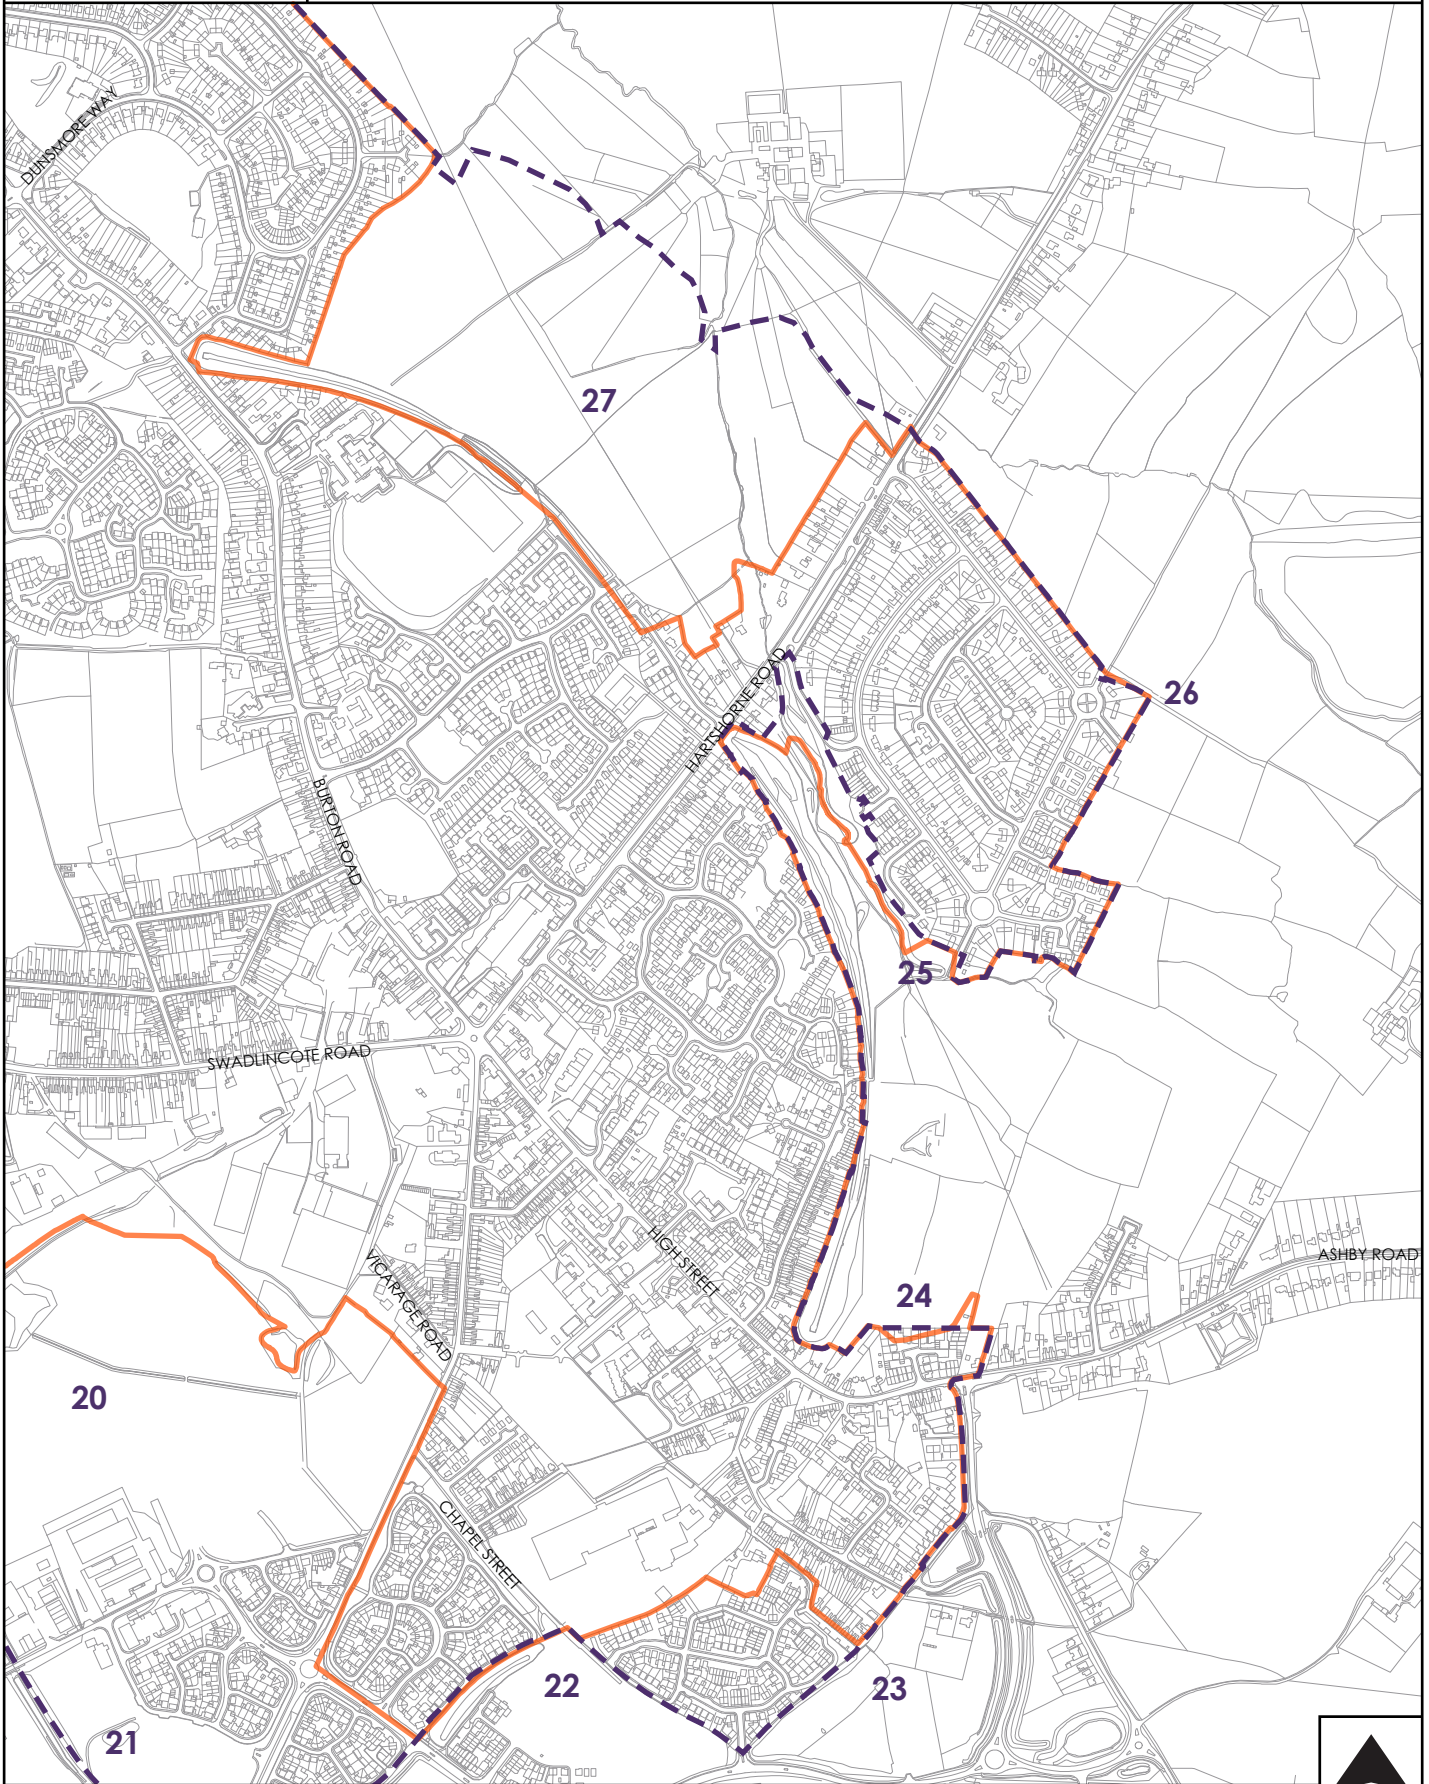 DUNSMORE WAY
27
HARTSHORNE ROAD
26
BURTON ROAD
25
SWADLINCOTE ROAD
HIGH STREET
VICARAGE ROAD
ASHBY ROAD
24
20
CHAPEL STREET
22
23
21